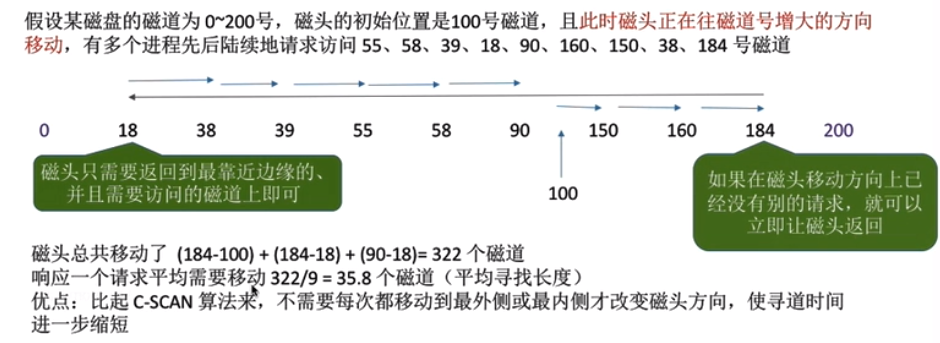 假设某磁盘的磁道为 0~200号，磁头的初始位置是100号磁道，且此时磁头正在往磁道号增大的方向
移动，有多个进程先后陆续地请求访问 55、58、39、18、90、160、150、38、184 号磁道
0 18 38 39 55 58 90 150 160 184 200
100
磁头只需要返回到最靠近边缘的、
并且需要访问的磁道上即可
如果在磁头移动方向上已
经没有别的请求，就可以
立即让磁头返回
磁头总共移动了 (184-100) + (184-18) + (90-18)= 322 个磁道
响应一个请求平均需要移动 322/9 = 35.8 个磁道（平均寻找长度）
优点：比起 C-SCAN 算法来，不需要每次都移动到最外侧或最内侧才改变磁头方向，使寻道时间
进一步缩短